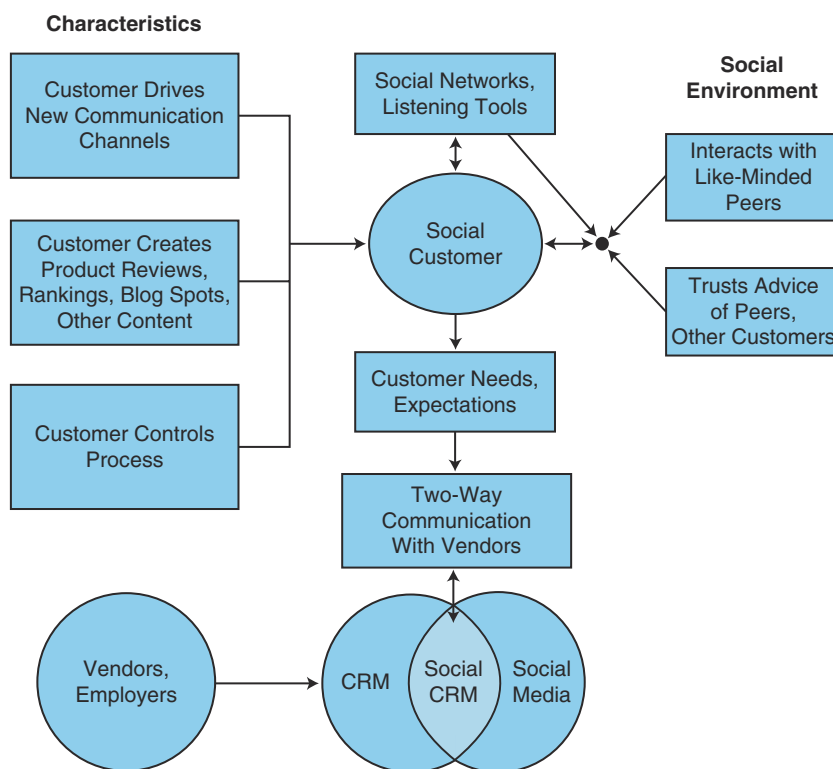 Characteristics
Customer Drives
New Communication
Channels
Customer Creates
Product Reviews,
Rankings, Blog Spots,
Other Content
Customer Controls
Process
Social Networks,
Listening Tools
Social
Customer
Customer Needs,
Expectations
Two-Way
Communication
With Vendors
Social
Environment
Interacts with
Like-Minded
Peers
Trusts Advice
of Peers,
Other Customers
Vendors,
Employers
CRM
Social
CRM
Social
Media